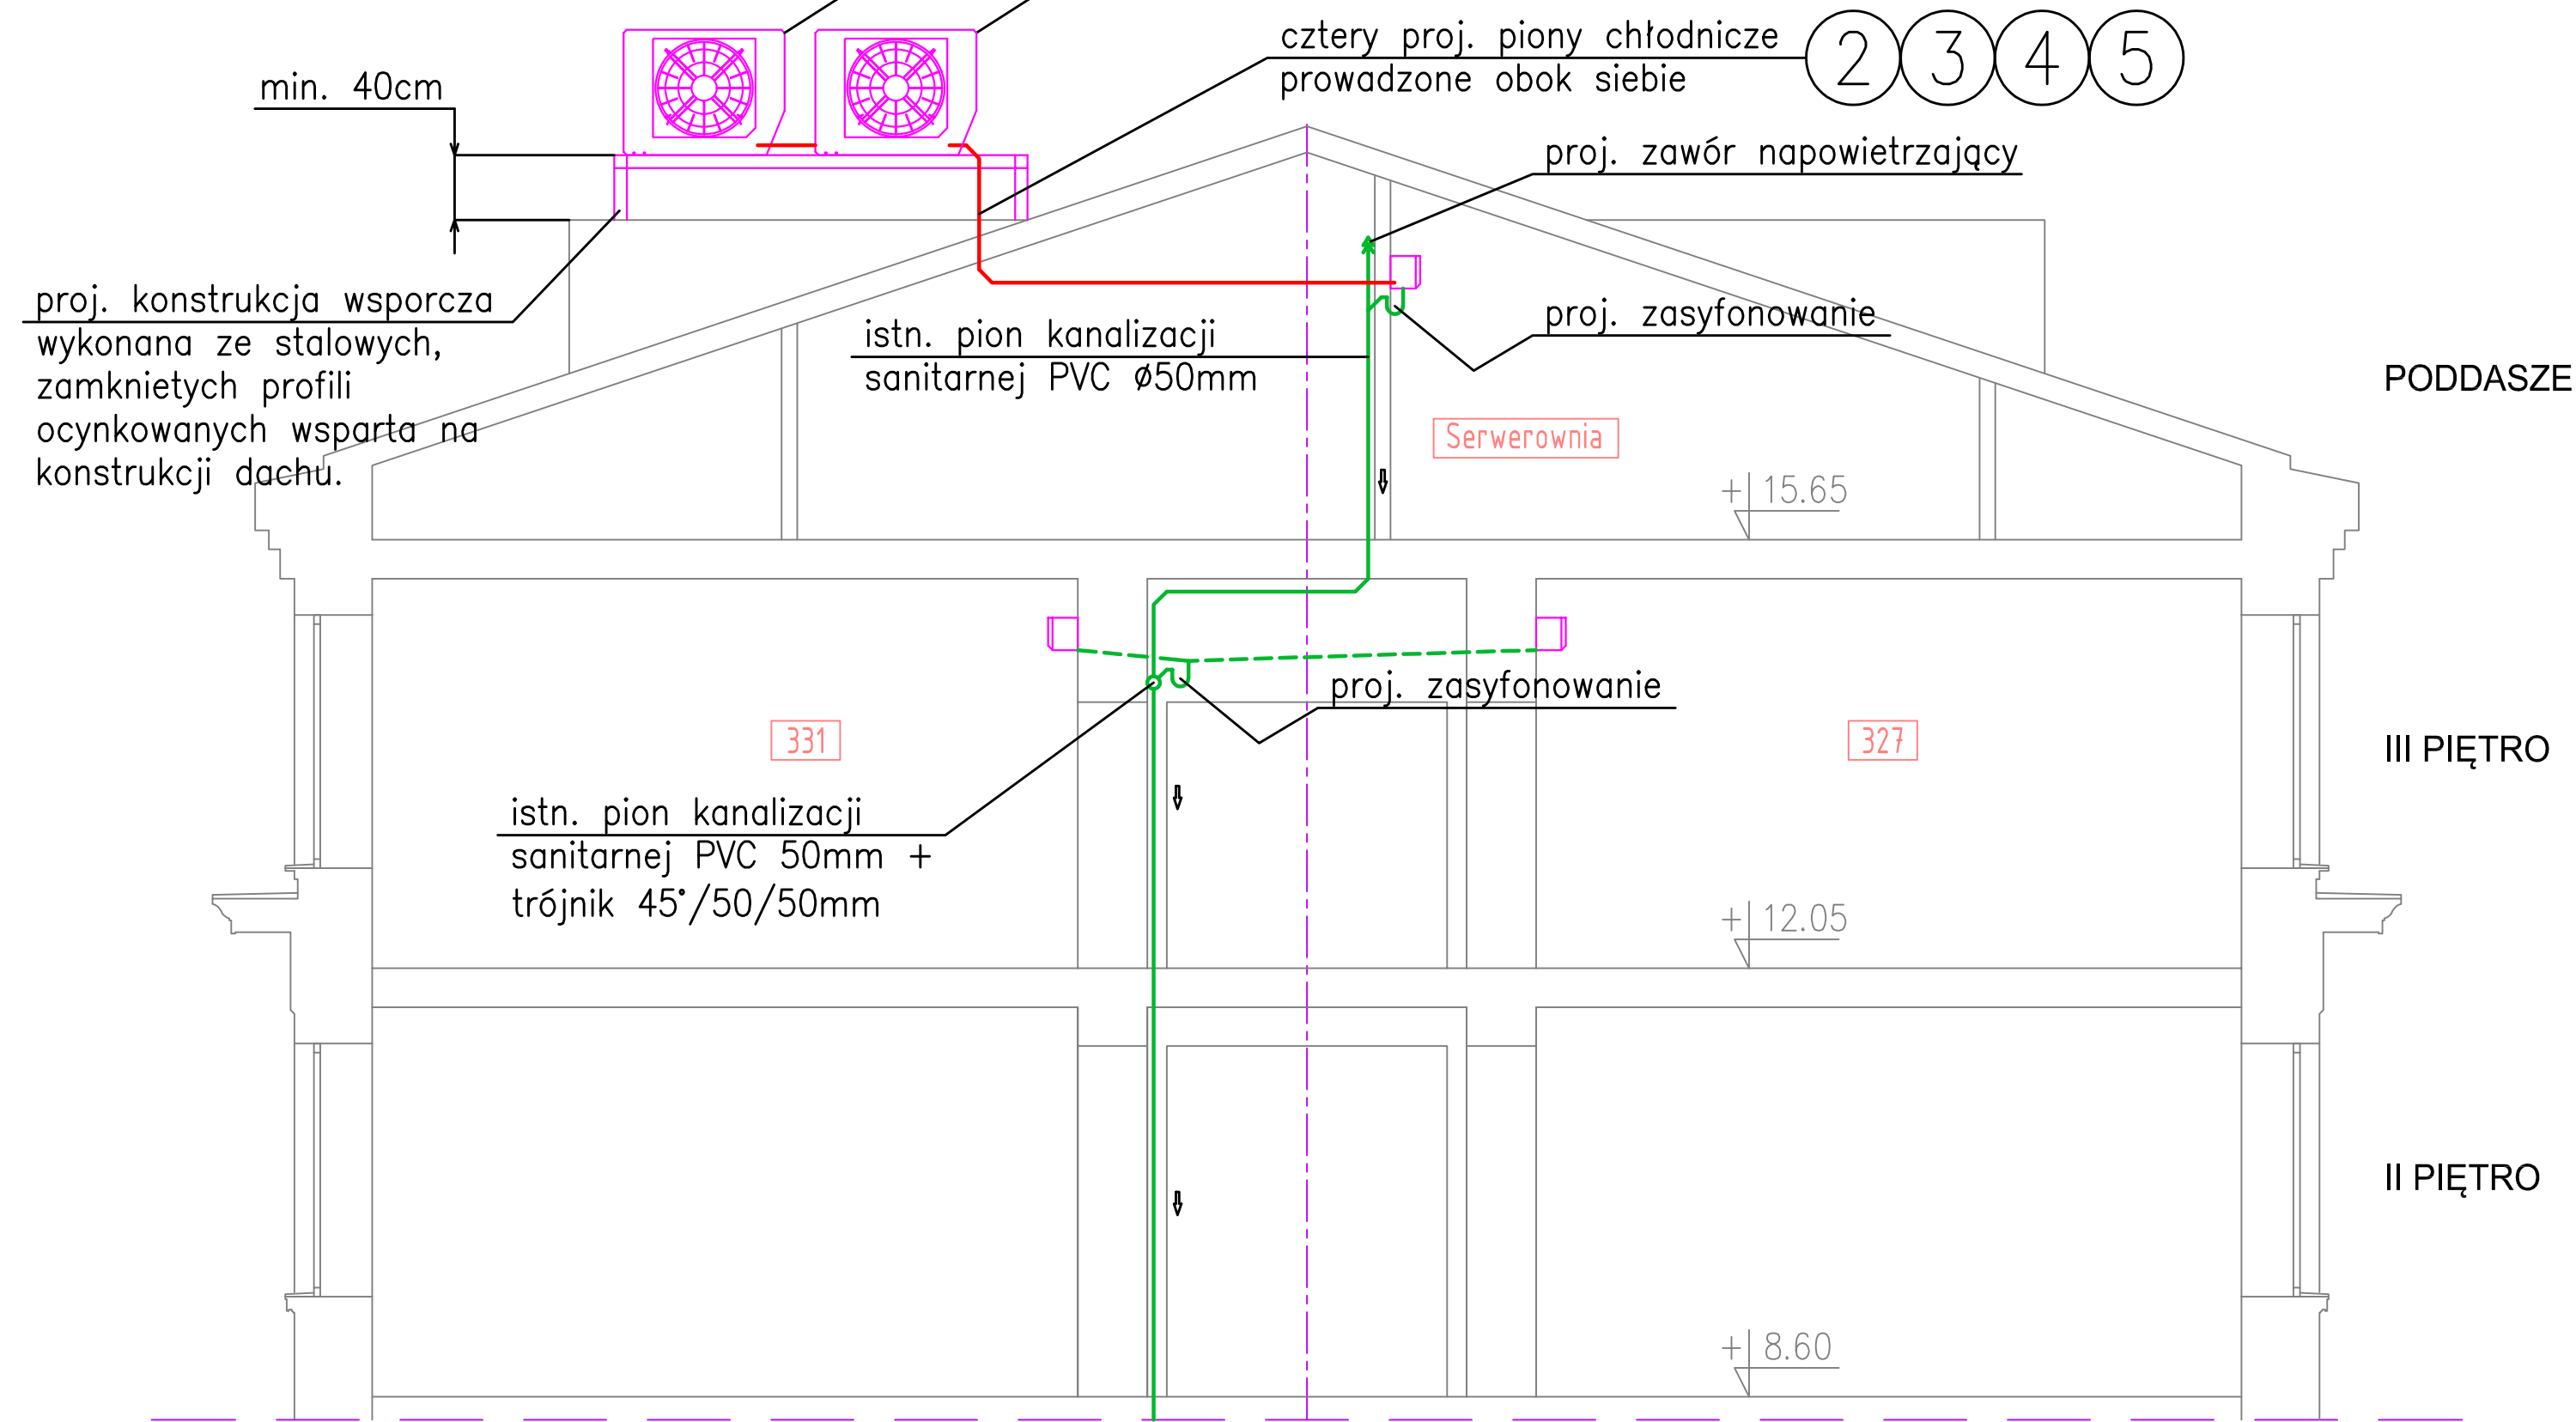 cztery proj. piony chłodnicze
prowadzone obok siebie
2 3 4 5
min. 40cm
proj. zawór napowietrzający
proj. konstrukcja wsporcza
wykonana ze stalowych,
zamknietych profili
ocynkowanych wsparta na
konstrukcji dachu.
istn. pion kanalizacji
sanitarnej PVC Ø50mm
proj. zasyfonowanie
PODDASZE
Serwerownia
+ 15.65
proj. zasyfonowanie
331
327
III PIĘTRO
istn. pion kanalizacji
sanitarnej PVC 50mm +
trójnik 45°/50/50mm
+ 12.05
II PIĘTRO
+ 8.60